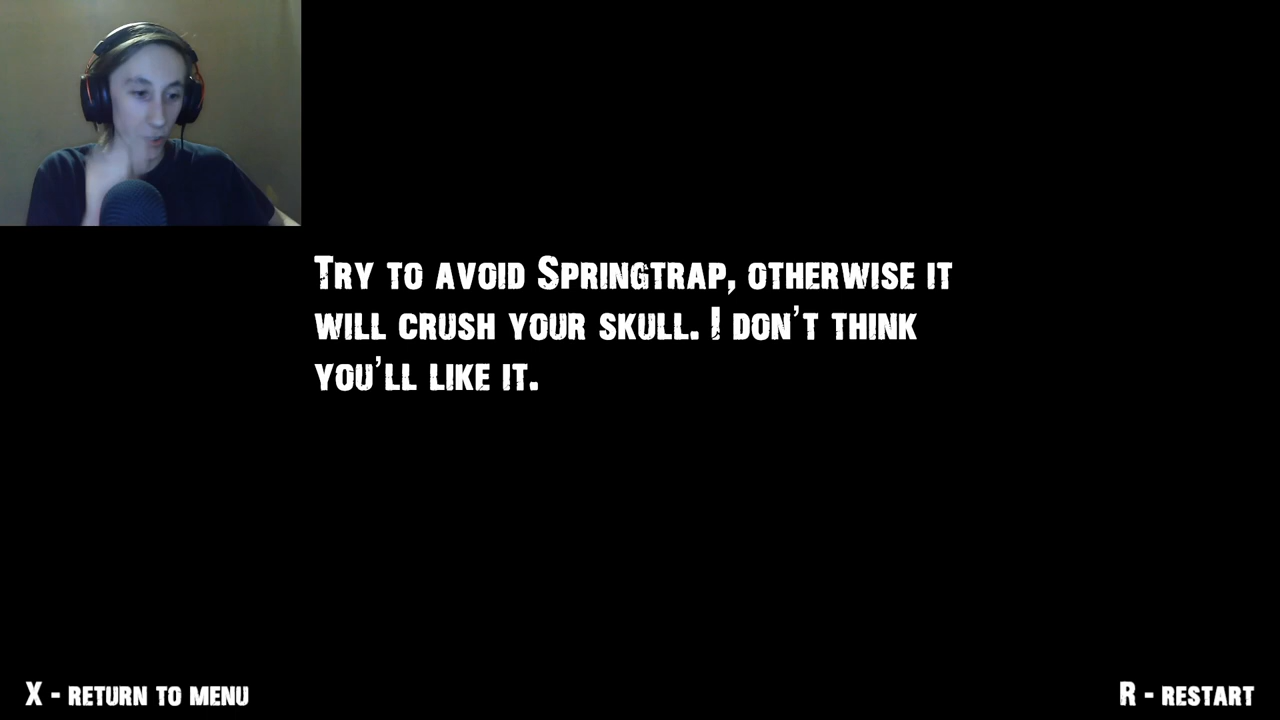 Try to avoid Springtrap, otherwise it
will crush your skull. I don't think
you'll like it.
X - return to menu
R - restart